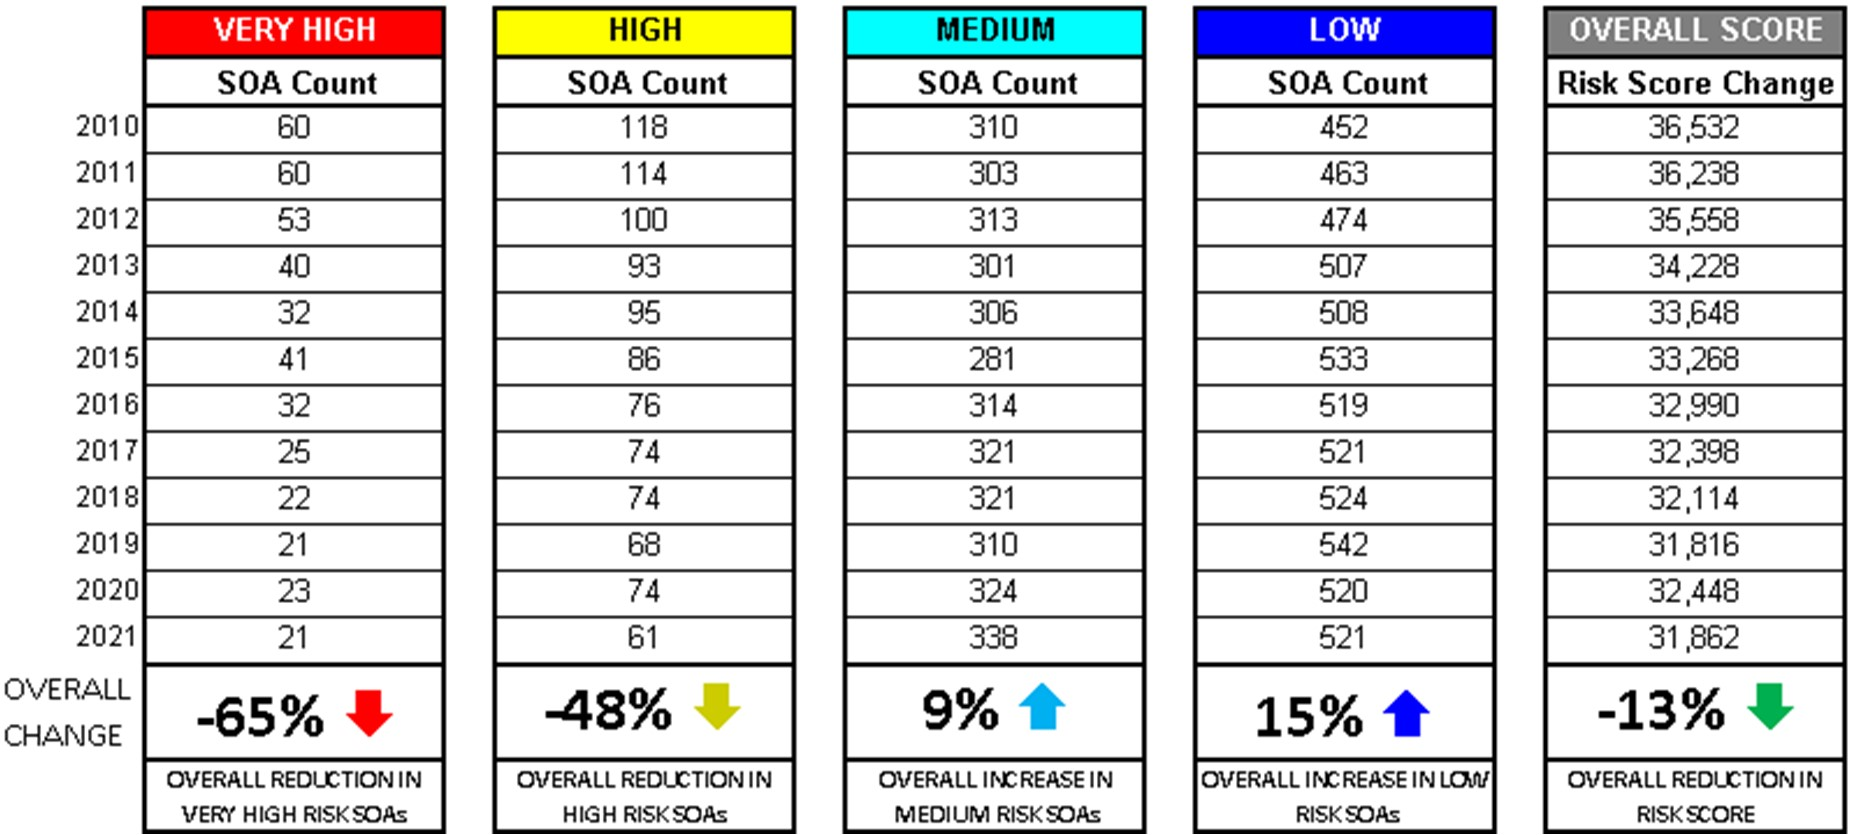 VERY HIGH HIGH MEDIUM LOW OVERALL SCORE
SOA Count SOA Count SOA Count SOA Count Risk Score Change
2010 60 118 310 452 36,532
2011 60 114 303 463 36,238
2012 53 100 313 474 35,558
2013 40 93 301 507 34,228
2014 32 95 306 508 33,648
2015 41 86 281 533 33,268
2016 32 76 314 519 32,990
2017 25 74 321 521 32,398
2018 22 74 321 524 32,114
2019 21 68 310 542 31,816
2020 23 74 324 520 32,448
2021 21 61 338 521 31,862
OVERALL
CHANGE
-65% -48% 9% 15% -13%
OVERALL REDUCTION IN OVERALL REDUCTION IN OVERALL INCREASE IN OVERALL INCREASE IN LOW OVERALL REDUCTION IN
VERY HIGH RISK SOAs HIGH RISK SOAs MEDIUM RISK SOAs RISK SOAs RISK SCORE